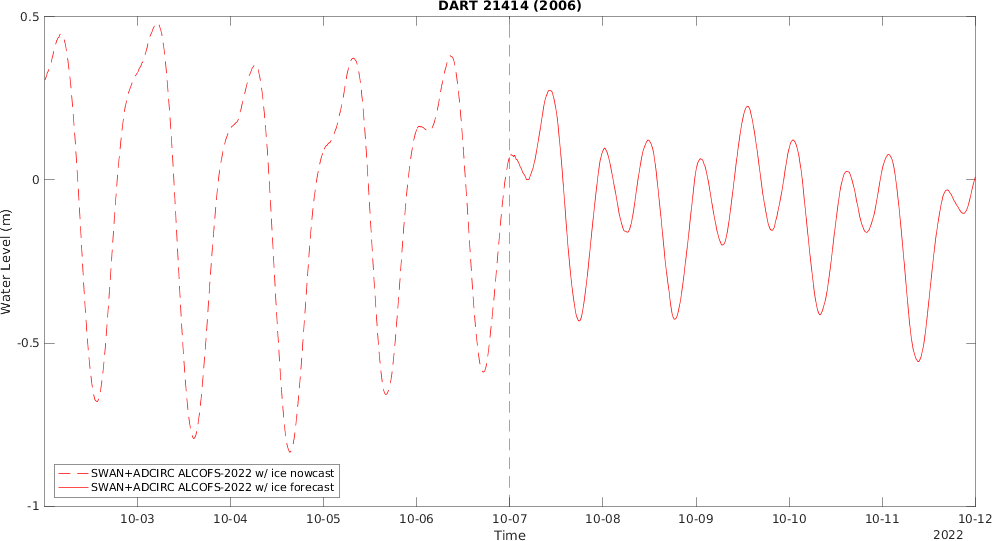 DART 21414 (2006)
0.5
0
-0.5
-1
Water Level (m)
SWAN+ADCIRC ALCOFS-2022 w/ ice nowcast
SWAN+ADCIRC ALCOFS-2022 w/ ice forecast
10-03 10-04 10-05 10-06 10-07 10-08 10-09 10-10 10-11 10-12
Time
2022